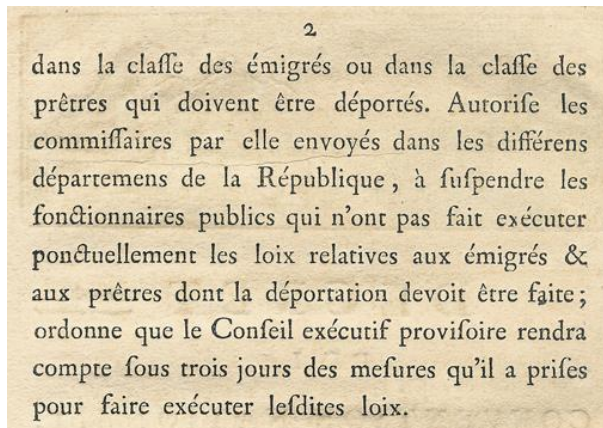 2
dans la claſſe des émigrés ou dans la claſſe des
prêtres qui doivent être déportés. Autoriſe les
commiſſaires par elle envoyés dans les différens
départemens de la République, à ſuſpendre les
fonctionnaires publics qui n'ont pas fait exécuter
ponctuellement les loix relatives aux émigrés &
aux prêtres dont la déportation devoit être faite;
ordonne que le Conſeil exécutif proviſoire rendra
compte ſous trois jours des meſures qu'il a priſes
pour faire exécuter leſdites loix.